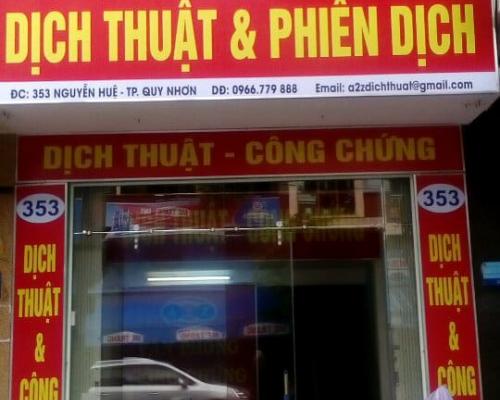 DỊCH THUẬT & PHIÊN DỊCH
ĐC: 353 NGUYỄN HUỆ - TP. QUY NHƠN DĐ: 0966.779 888 Email: a2zdichthuat@gmail.com
DỊCH THUẬT - CÔNG CHỨNG
353
DỊCH
THUẬT
&
CÔNG
353
DỊCH
THUẬT
&
CÔNG